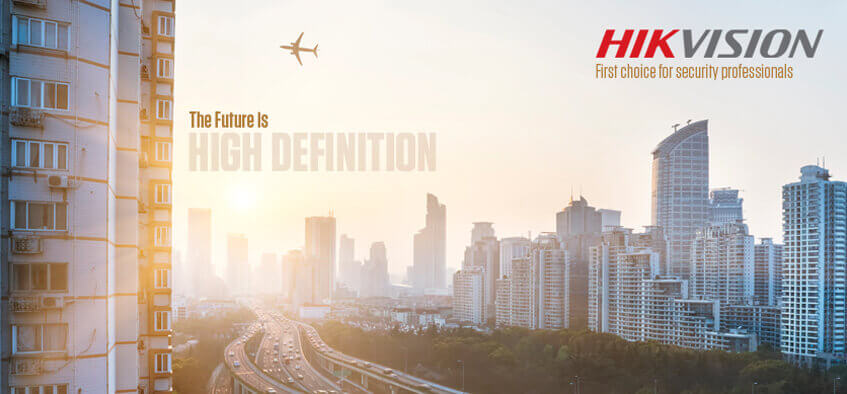 HIKVISION
First choice for security professionals
The Future Is
HIGH DEFINITION